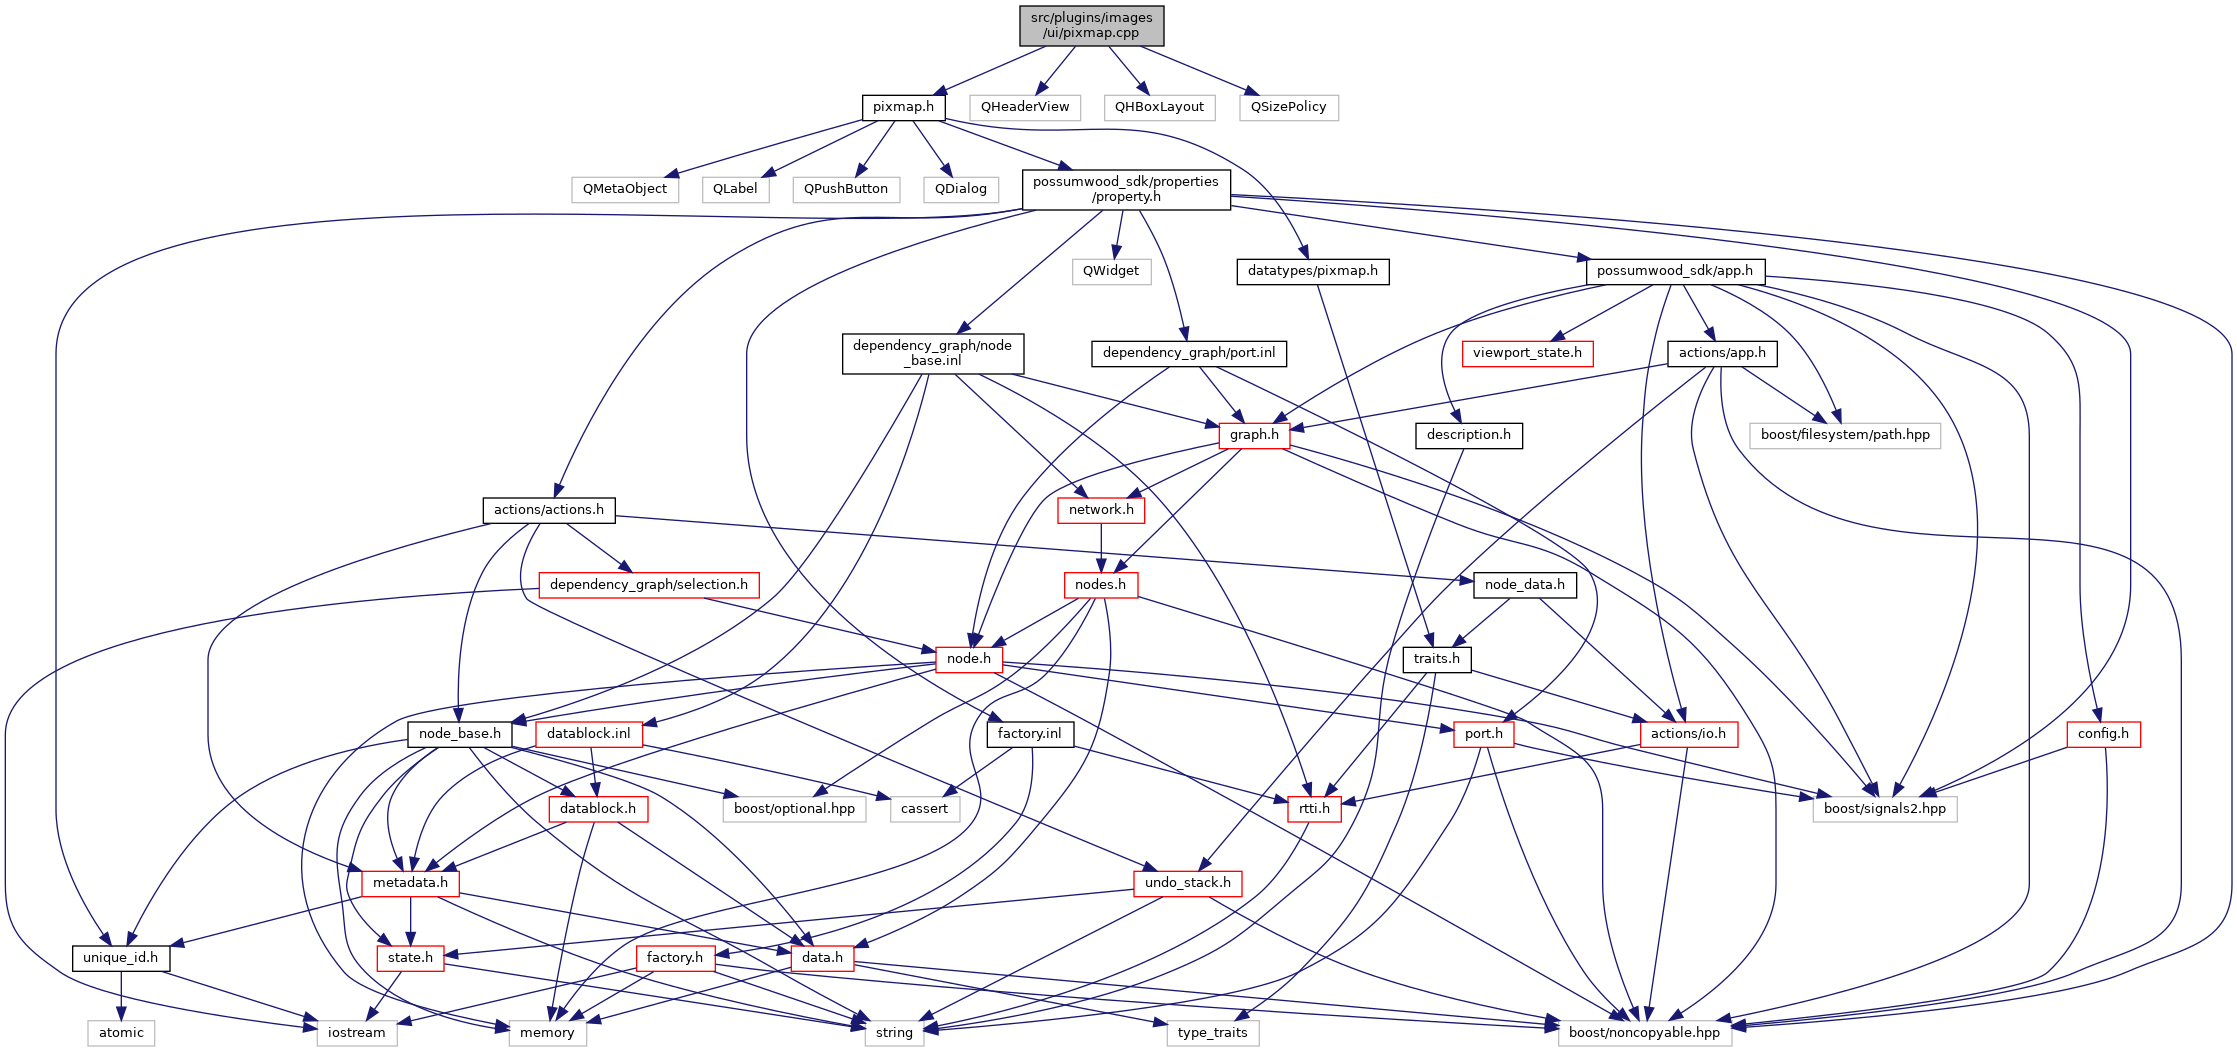 src/plugins/images
/ui/pixmap.cpp
pixmap.h
QHeaderView
QHBoxLayout
QSizePolicy
QMetaObject
QLabel
QPushButton
QDialog
possumwood_sdk/properties
/property.h
QWidget
datatypes/pixmap.h
possumwood_sdk/app.h
dependency_graph/node
_base.inl
dependency_graph/port.inl
viewport_state.h
actions/app.h
graph.h
description.h
boost/filesystem/path.hpp
actions/actions.h
network.h
dependency_graph/selection.h
nodes.h
node_data.h
node.h
traits.h
node_base.h
datablock.inl
factory.inl
port.h
actions/io.h
config.h
datablock.h
boost/optional.hpp
cassert
rtti.h
boost/signals2.hpp
metadata.h
undo_stack.h
unique_id.h
state.h
factory.h
data.h
atomic
iostream
memory
string
type_traits
boost/noncopyable.hpp